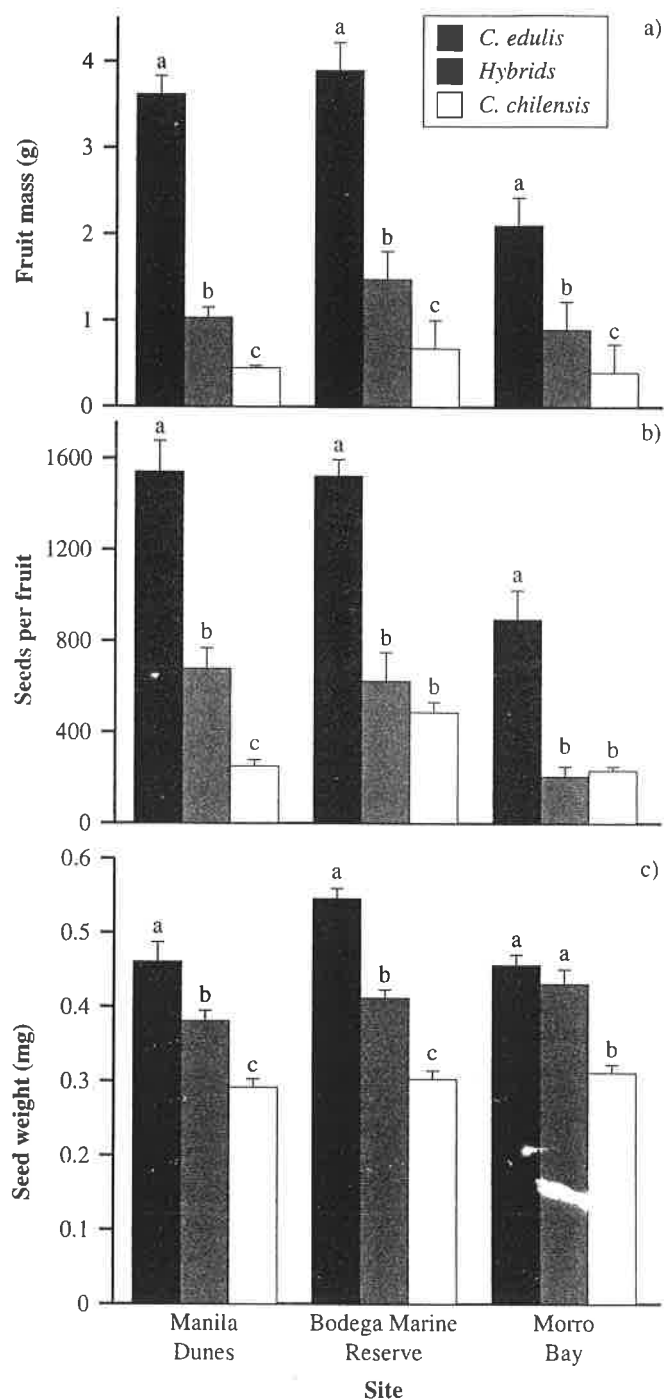 a)
C. edulis
Hybrids
C. chilensis
Fruit mass (g)
4
3
2
1
0
a
b
c
a
b
c
a
b
c
b)
Seeds per fruit
1600
1200
800
400
0
a
b
c
a
b
b
a
b
b
c)
Seed weight (mg)
0.6
0.5
0.4
0.3
0.2
0.1
0
a
b
c
a
b
c
a
a
b
Manila
Dunes
Bodega Marine
Reserve
Morro
Bay
Site